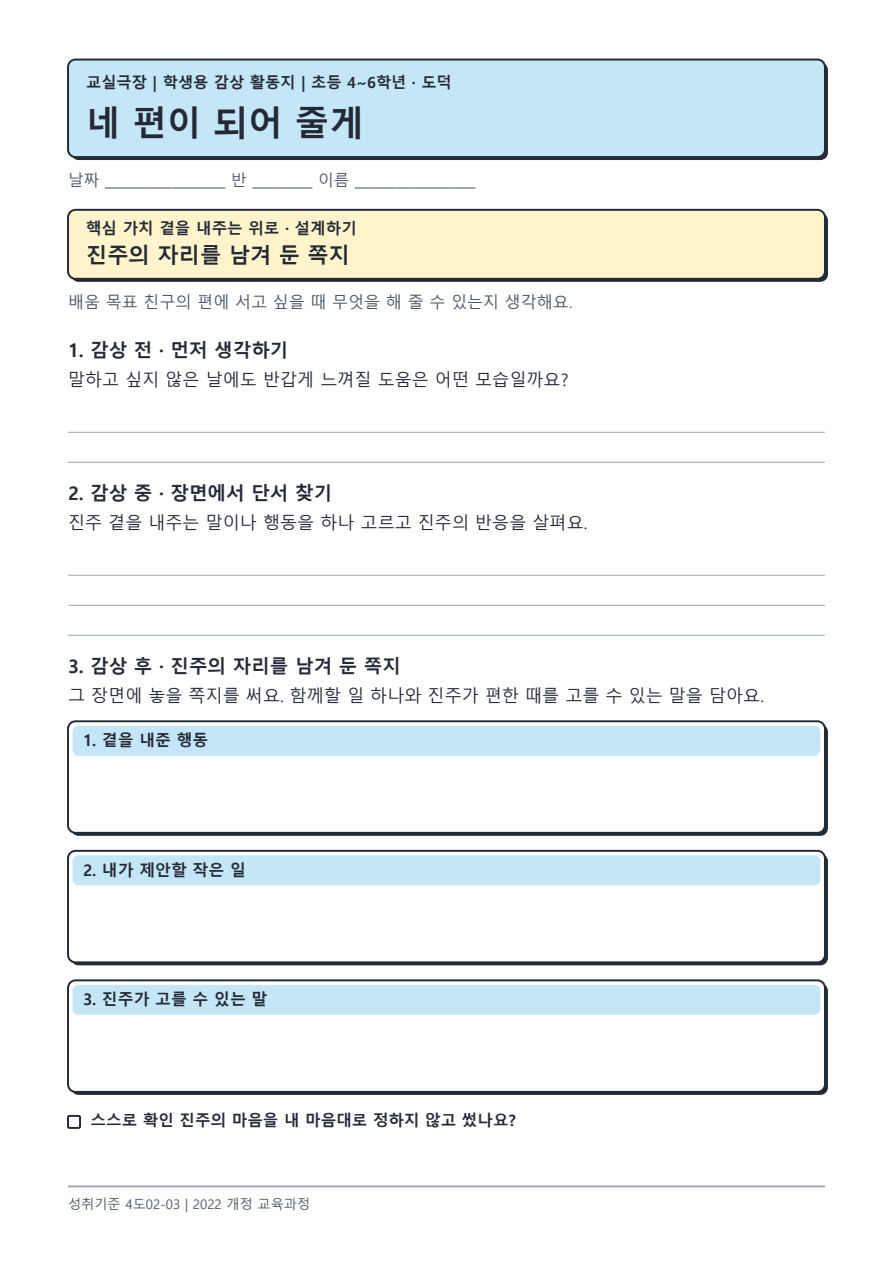 교실극장 | 학생용 감상 활동지 | 초등 4~6학년 · 도덕
네 편이 되어 줄게
날짜 ________________ 반 ________ 이름 ________________
핵심 가치 곁을 내주는 위로 · 설계하기
진주의 자리를 남겨 둔 쪽지
배움 목표 친구의 편에 서고 싶을 때 무엇을 해 줄 수 있는지 생각해요.
1. 감상 전 · 먼저 생각하기
말하고 싶지 않은 날에도 반갑게 느껴질 도움은 어떤 모습일까요?
2. 감상 중 · 장면에서 단서 찾기
진주 곁을 내주는 말이나 행동을 하나 고르고 진주의 반응을 살펴요.
3. 감상 후 · 진주의 자리를 남겨 둔 쪽지
그 장면에 놓을 쪽지를 써요. 함께할 일 하나와 진주가 편한 때를 고를 수 있는 말을 담아요.
1. 곁을 내준 행동
2. 내가 제안할 작은 일
3. 진주가 고를 수 있는 말
스스로 확인 진주의 마음을 내 마음대로 정하지 않고 썼나요?
성취기준 4도02-03 | 2022 개정 교육과정